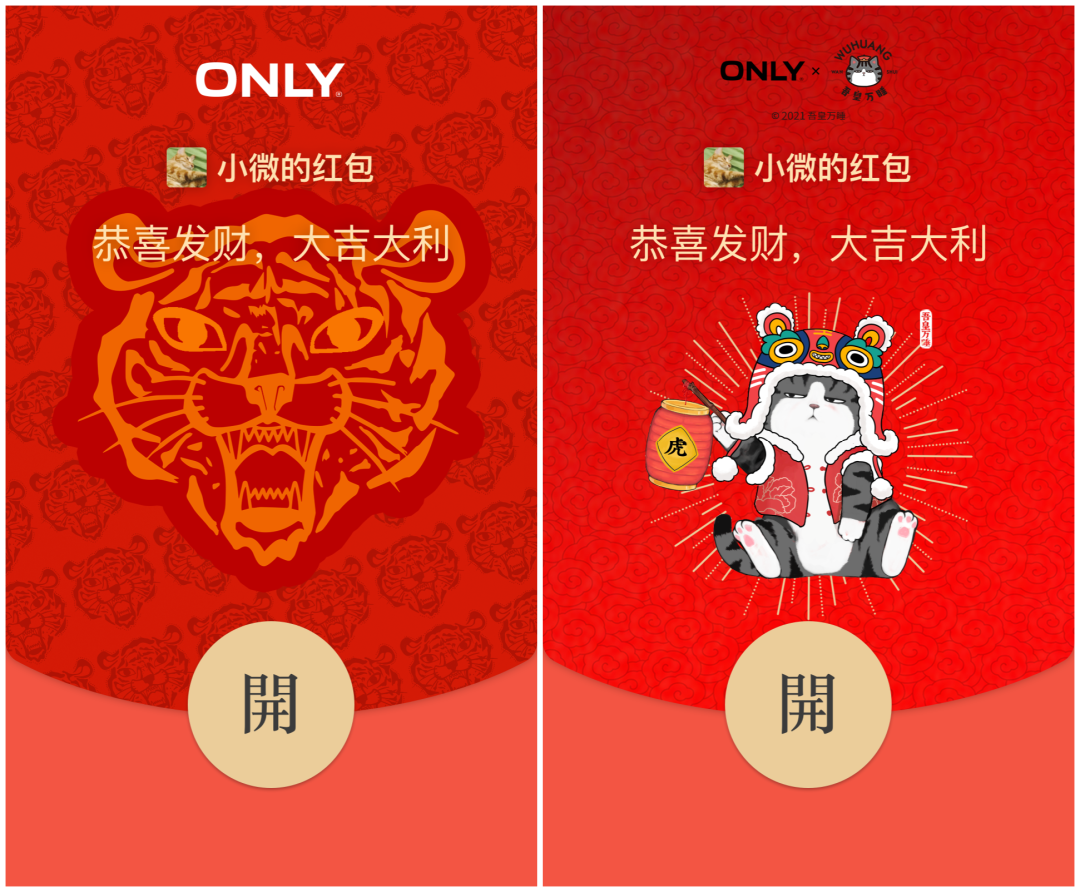 ONLY®
小微的红包
恭喜发财，大吉大利
開
ONLY × WUHUANG
吾皇万睡
© 2021 吾皇万睡
小微的红包
恭喜发财，大吉大利
吾皇万睡
虎
開